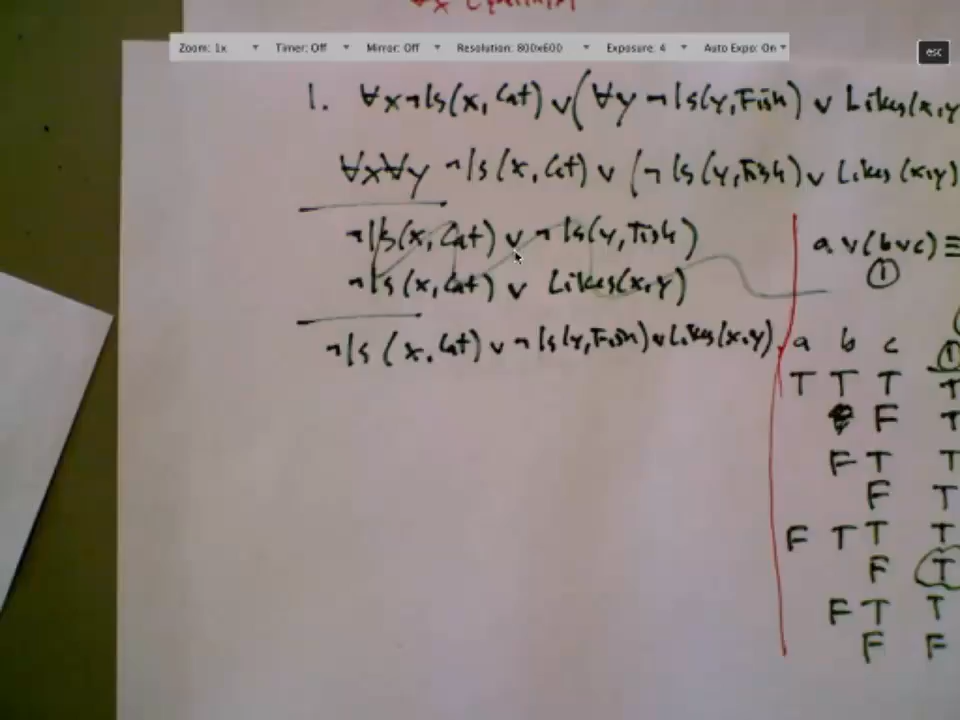 ∀x Cprolini
Zoom: 1x Timer: Off Mirror: Off Resolution: 800x600 Exposure: 4 Auto Expo: On esc
1. ∀x¬Is(x, Cat) ∨ (∀y ¬Is(y, Fish) ∨ Likes(x,y
∀x∀y ¬Is(x, Cat) ∨ (¬Is(y, Fish) ∨ Likes(x,y)
¬Is(x, Cat) ∨ ¬Is(y, Fish)
¬Is(x, Cat) ∨ Likes(x,y)
¬Is(x, Cat) ∨ ¬Is(y, Fish) ∨ Likes(x,y)
a ∨ (b ∨ c) ≡
①
a b c ①
T T T T
F T
F T T
F T
F T T T
F T
F T T
F F